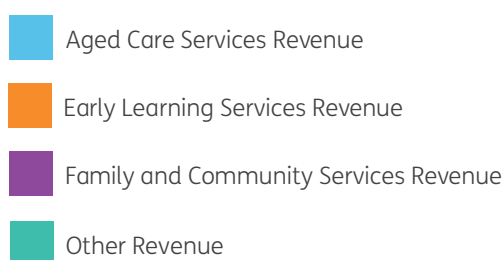 Aged Care Services Revenue
Early Learning Services Revenue
Family and Community Services Revenue
Other Revenue